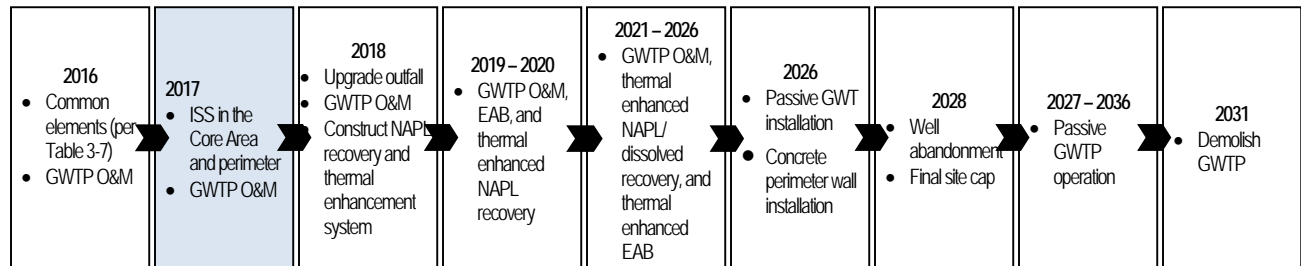 2016
• Common
elements (per
Table 3-7)
• GWTP O&M
2017
• ISS in the
Core Area
and perimeter
• GWTP O&M
2018
• Upgrade outfall
• GWTP O&M
• Construct NAPL
recovery and
thermal
enhancement
system
2019 – 2020
• GWTP O&M,
EAB, and
thermal
enhanced
NAPL
recovery
2021 – 2026
• GWTP O&M,
thermal
enhanced
NAPL/
dissolved
recovery, and
thermal
enhanced
EAB
2026
• Passive GWT
installation
• Concrete
perimeter wall
installation
2028
• Well
abandonment
• Final site cap
2027 – 2036
• Passive
GWTP
operation
2031
• Demolish
GWTP